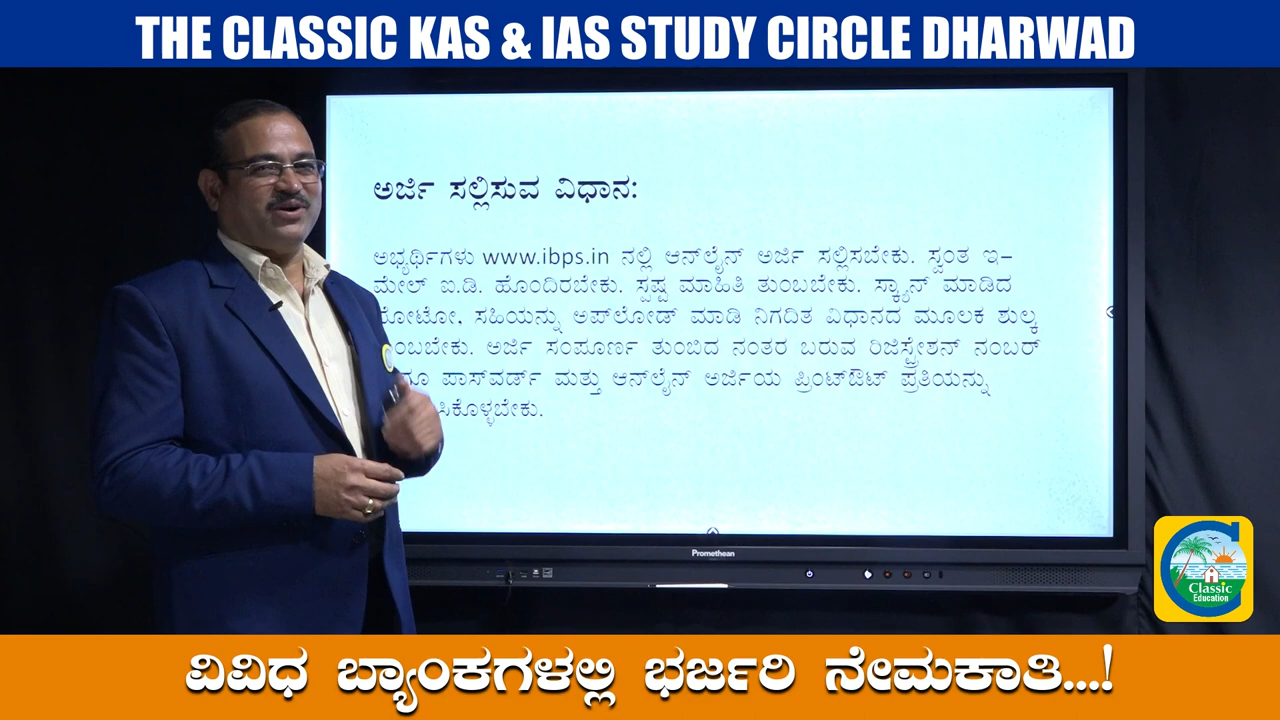 THE CLASSIC KAS & IAS STUDY CIRCLE DHARWAD
ಅರ್ಜಿ ಸಲ್ಲಿಸುವ ವಿಧಾನ:
ಅಭ್ಯರ್ಥಿಗಳು www.ibps.in ನಲ್ಲಿ ಆನ್‌ಲೈನ್ ಅರ್ಜಿ ಸಲ್ಲಿಸಬೇಕು. ಸ್ವಂತ ಇ–
ಮೇಲ್ ಐ.ಡಿ. ಹೊಂದಿರಬೇಕು. ಸ್ಪಷ್ಟ ಮಾಹಿತಿ ತುಂಬಬೇಕು. ಸ್ಕ್ಯಾನ್ ಮಾಡಿದ
ಸಹಿಯನ್ನು ಅಪ್‌ಲೋಡ್ ಮಾಡಿ ನಿಗದಿತ ವಿಧಾನದ ಮೂಲಕ ಶುಲ್ಕ
ಅರ್ಜಿ ಸಂಪೂರ್ಣ ತುಂಬಿದ ನಂತರ ಬರುವ ರಿಜಿಸ್ಟ್ರೇಶನ್ ನಂಬರ್
ಪಾಸ್‌ವರ್ಡ್ ಮತ್ತು ಆನ್‌ಲೈನ್ ಅರ್ಜಿಯ ಪ್ರಿಂಟ್‌ಔಟ್ ಪ್ರತಿಯನ್ನು
Promethean
Classic
Education
ವಿವಿಧ ಬ್ಯಾಂಕಗಳಲ್ಲಿ ಭರ್ಜರಿ ನೇಮಕಾತಿ...!